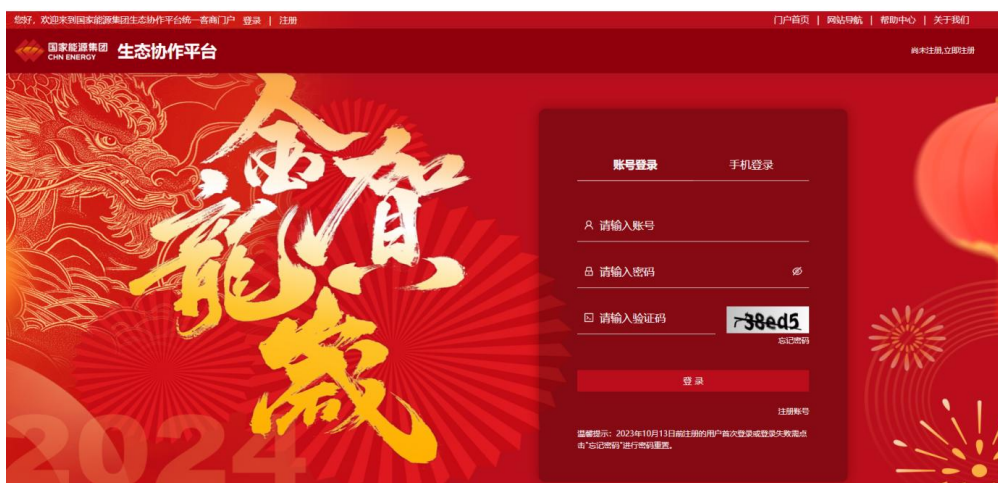 您好，欢迎来到国家能源集团生态协作平台统一客商门户 登录 | 注册
门户首页 | 网站导航 | 帮助中心 | 关于我们
国家能源集团
CHN ENERGY
生态协作平台
尚未注册,立即注册
金龍賀歲
2024
账号登录
手机登录
请输入账号
请输入密码
请输入验证码
738ed5
忘记密码
登 录
注册账号
温馨提示：2023年10月13日前注册的用户首次登录或登录失败需点
击"忘记密码"进行密码重置。